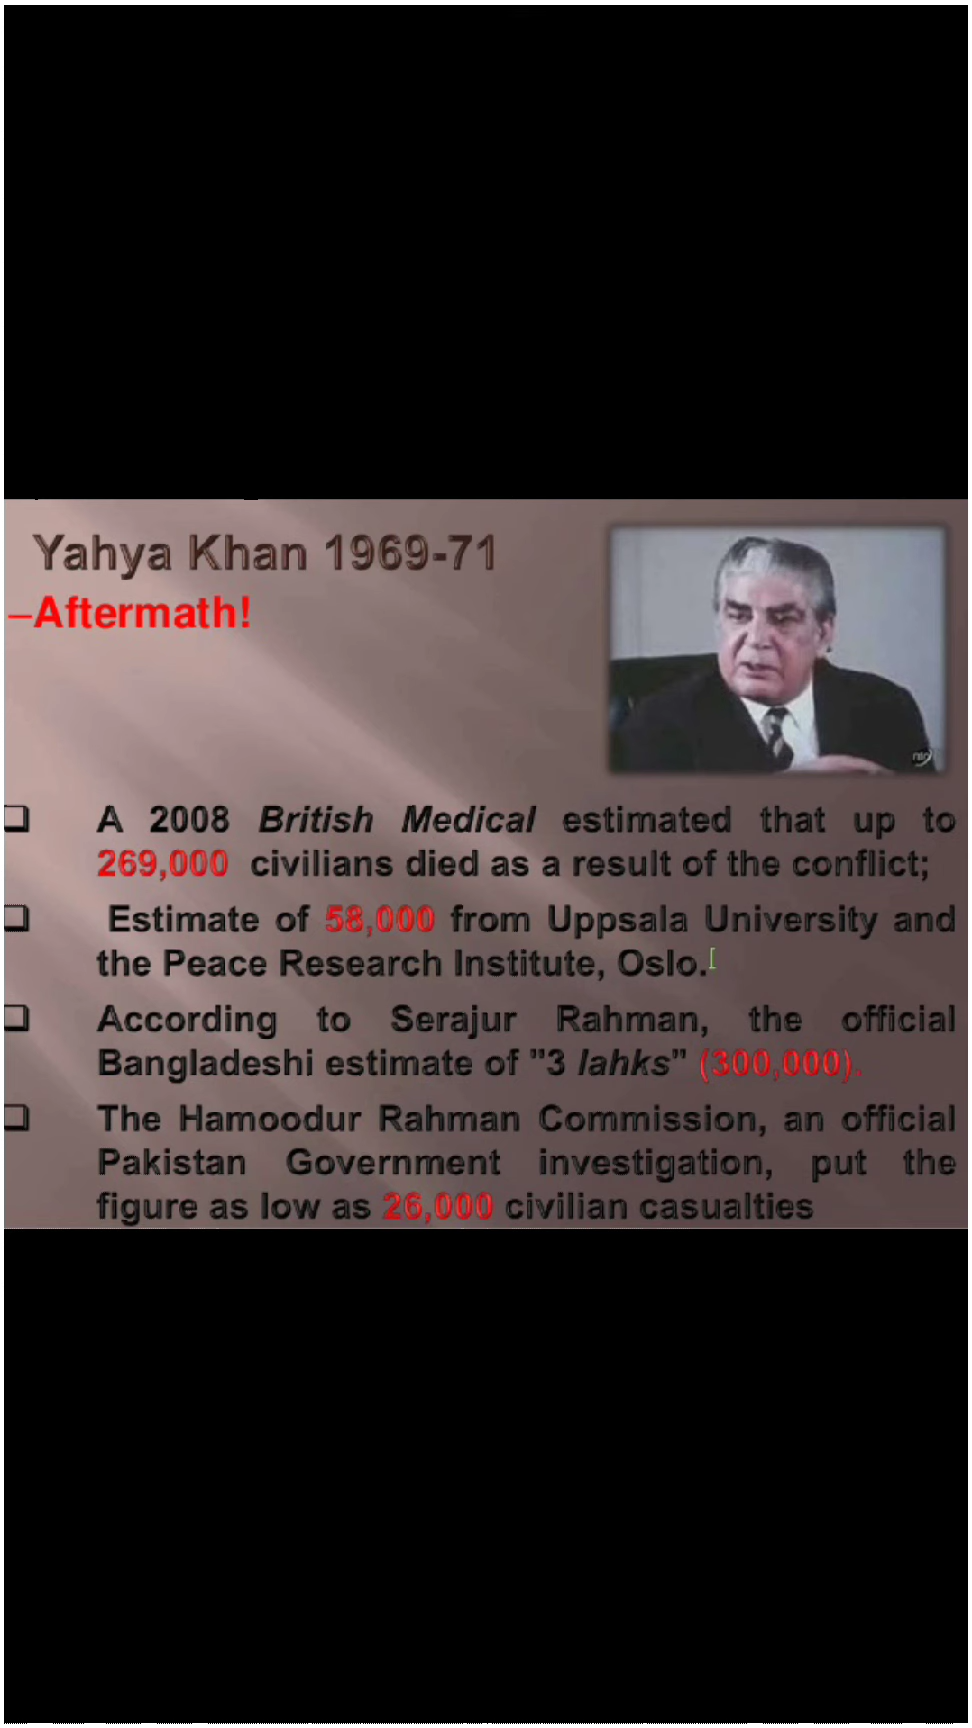 Yahya Khan 1969-71
–Aftermath!
A 2008 British Medical estimated that up to
269,000 civilians died as a result of the conflict;
Estimate of 58,000 from Uppsala University and
the Peace Research Institute, Oslo.[
According to Serajur Rahman, the official
Bangladeshi estimate of "3 lahks" (300,000).
The Hamoodur Rahman Commission, an official
Pakistan Government investigation, put the
figure as low as 26,000 civilian casualties